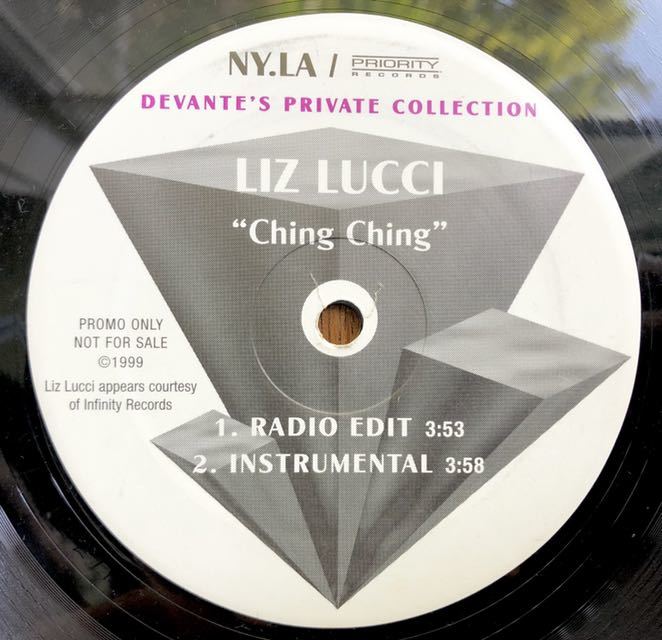 NY.LA / PRIORITY RECORDS
DEVANTE'S PRIVATE COLLECTION
LIZ LUCCI
“Ching Ching”
PROMO ONLY
NOT FOR SALE
©1999
Liz Lucci appears courtesy
of Infinity Records
1. RADIO EDIT 3:53
2. INSTRUMENTAL 3:58